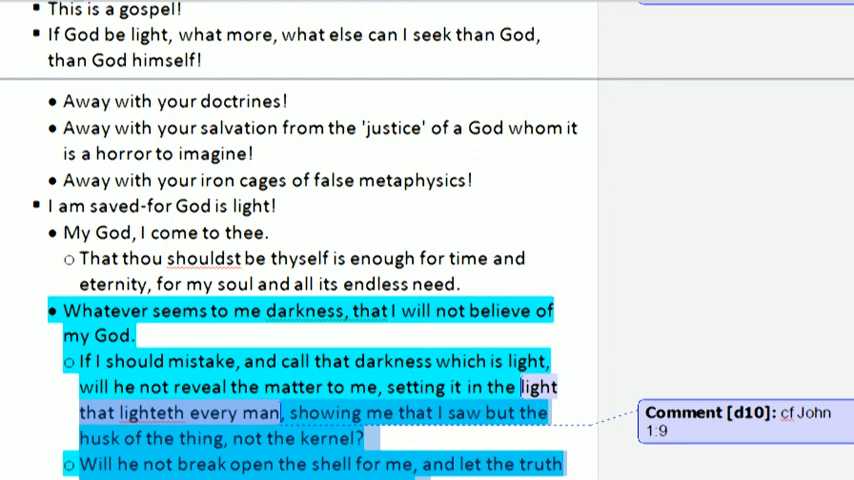 ▪ This is a gospel!
▪ If God be light, what more, what else can I seek than God,
than God himself!
● Away with your doctrines!
● Away with your salvation from the 'justice' of a God whom it
is a horror to imagine!
● Away with your iron cages of false metaphysics!
▪ I am saved-for God is light!
● My God, I come to thee.
○ That thou shouldst be thyself is enough for time and
eternity, for my soul and all its endless need.
● Whatever seems to me darkness, that I will not believe of
my God.
○ If I should mistake, and call that darkness which is light,
will he not reveal the matter to me, setting it in the light
that lighteth every man, showing me that I saw but the
husk of the thing, not the kernel?
○ Will he not break open the shell for me, and let the truth
Comment [d10]: cf John
1:9